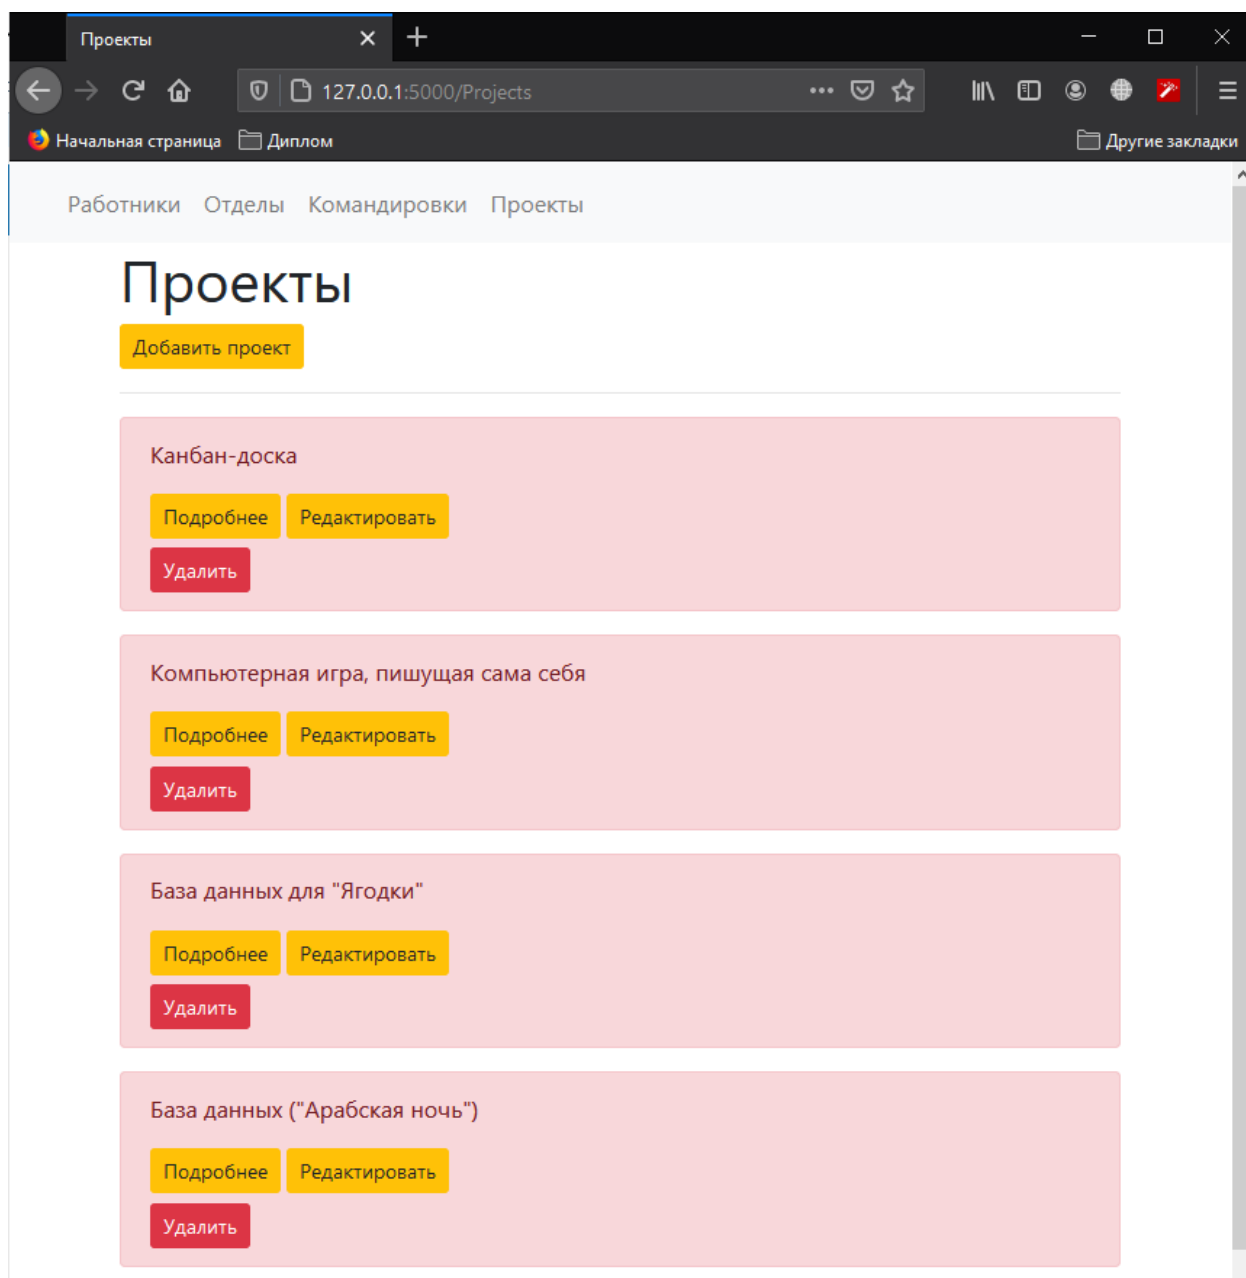 Проекты
127.0.0.1:5000/Projects
Начальная страница Диплом Другие закладки
Работники Отделы Командировки Проекты
Проекты
Добавить проект
Канбан-доска
Подробнее Редактировать
Удалить
Компьютерная игра, пишущая сама себя
Подробнее Редактировать
Удалить
База данных для "Ягодки"
Подробнее Редактировать
Удалить
База данных ("Арабская ночь")
Подробнее Редактировать
Удалить